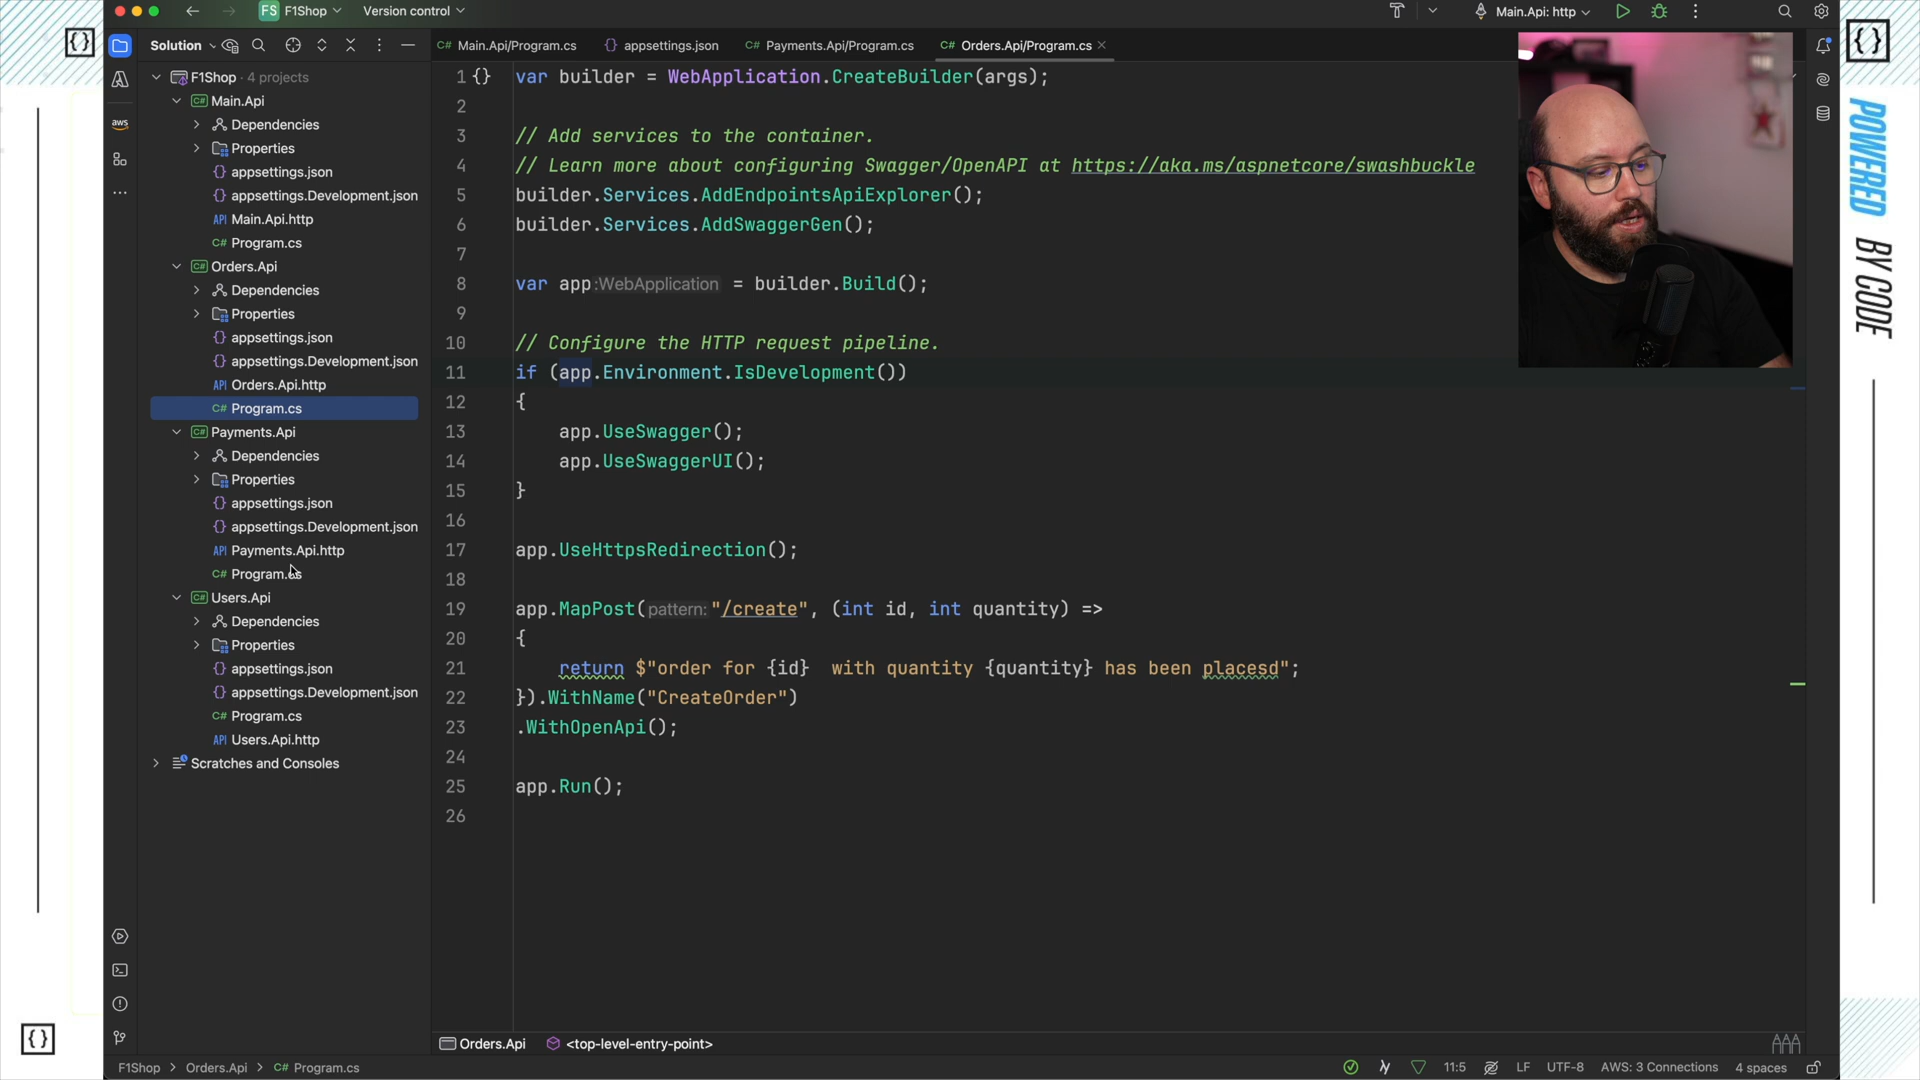 FS F1Shop Version control Main.Api: http
Solution
C# Main.Api/Program.cs {} appsettings.json C# Payments.Api/Program.cs C# Orders.Api/Program.cs
F1Shop · 4 projects
C# Main.Api
Dependencies
Properties
{} appsettings.json
{} appsettings.Development.json
API Main.Api.http
C# Program.cs
C# Orders.Api
Dependencies
Properties
{} appsettings.json
{} appsettings.Development.json
API Orders.Api.http
C# Program.cs
C# Payments.Api
Dependencies
Properties
{} appsettings.json
{} appsettings.Development.json
API Payments.Api.http
C# Program.cs
C# Users.Api
Dependencies
Properties
{} appsettings.json
{} appsettings.Development.json
C# Program.cs
API Users.Api.http
Scratches and Consoles
aws
1 {} var builder = WebApplication.CreateBuilder(args);
2
3 // Add services to the container.
4 // Learn more about configuring Swagger/OpenAPI at https://aka.ms/aspnetcore/swashbuckle
5 builder.Services.AddEndpointsApiExplorer();
6 builder.Services.AddSwaggerGen();
7
8 var app :WebApplication = builder.Build();
9
10 // Configure the HTTP request pipeline.
11 if (app.Environment.IsDevelopment())
12 {
13 app.UseSwagger();
14 app.UseSwaggerUI();
15 }
16
17 app.UseHttpsRedirection();
18
19 app.MapPost( pattern: "/create", (int id, int quantity) =>
20 {
21 return $"order for {id}  with quantity {quantity} has been placesd";
22 }).WithName("CreateOrder")
23 .WithOpenApi();
24
25 app.Run();
26
{}
POWERED BY CODE
{}
{}
Orders.Api <top-level-entry-point>
F1Shop > Orders.Api > C# Program.cs 11:5 LF UTF-8 AWS: 3 Connections 4 spaces